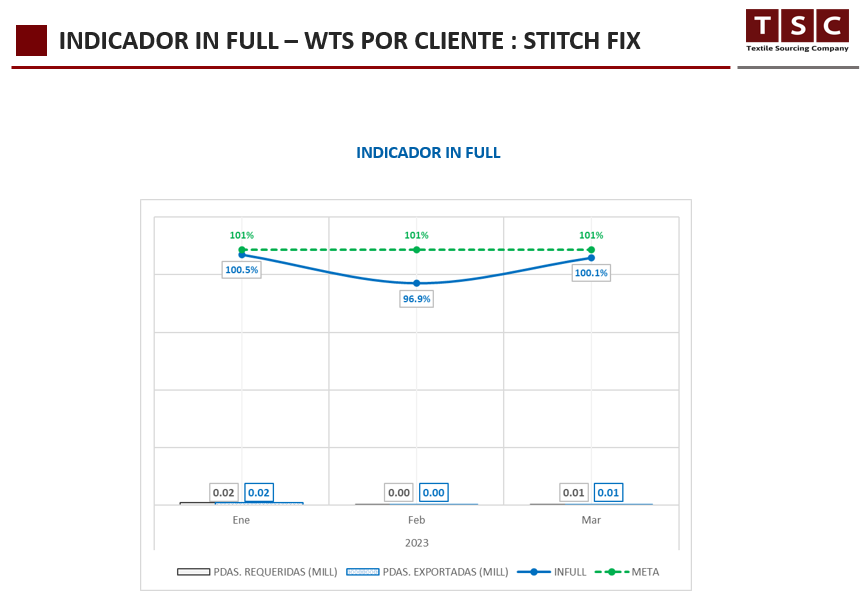 INDICADOR IN FULL – WTS POR CLIENTE : STITCH FIX
T S C
Textile Sourcing Company
INDICADOR IN FULL
101% 101% 101%
100.5% 96.9% 100.1%
0.02 0.02 0.00 0.00 0.01 0.01
Ene Feb Mar
2023
PDAS. REQUERIDAS (MILL) PDAS. EXPORTADAS (MILL) INFULL META